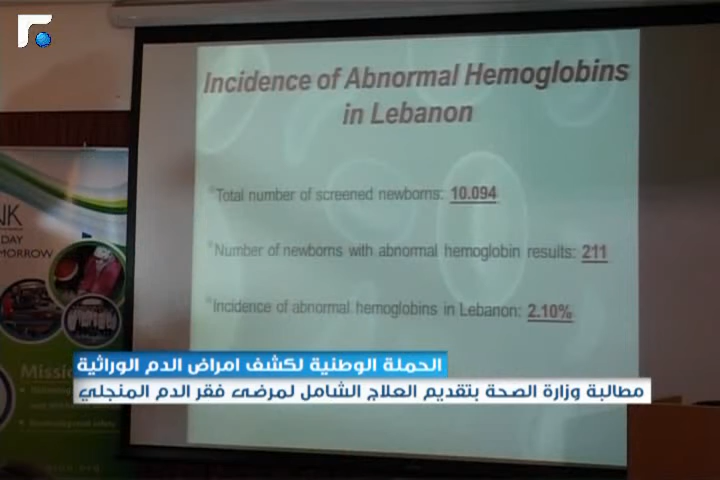 Incidence of Abnormal Hemoglobins
in Lebanon
Total number of screened newborns: 10.094
Number of newborns with abnormal hemoglobin results: 211
Incidence of abnormal hemoglobins in Lebanon: 2.10%
NK
DAY
MORROW
Missio
الحملة الوطنية لكشف امراض الدم الوراثية
مطالبة وزارة الصحة بتقديم العلاج الشامل لمرضى فقر الدم المنجلي